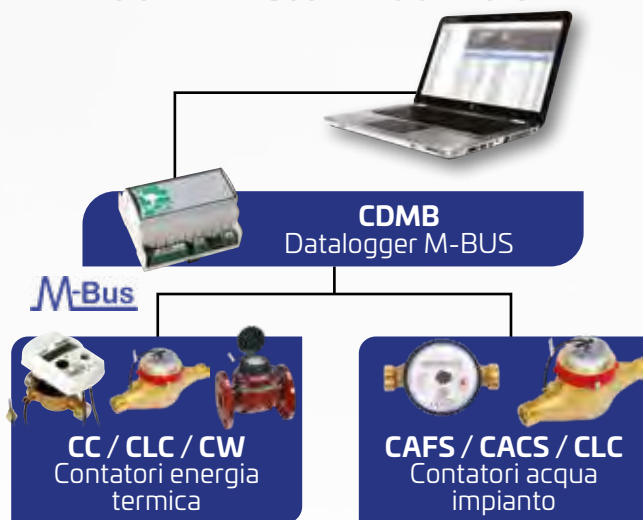 CDMB
Datalogger M-BUS
M-Bus
CC / CLC / CW
Contatori energia
termica
CAFS / CACS / CLC
Contatori acqua
impianto